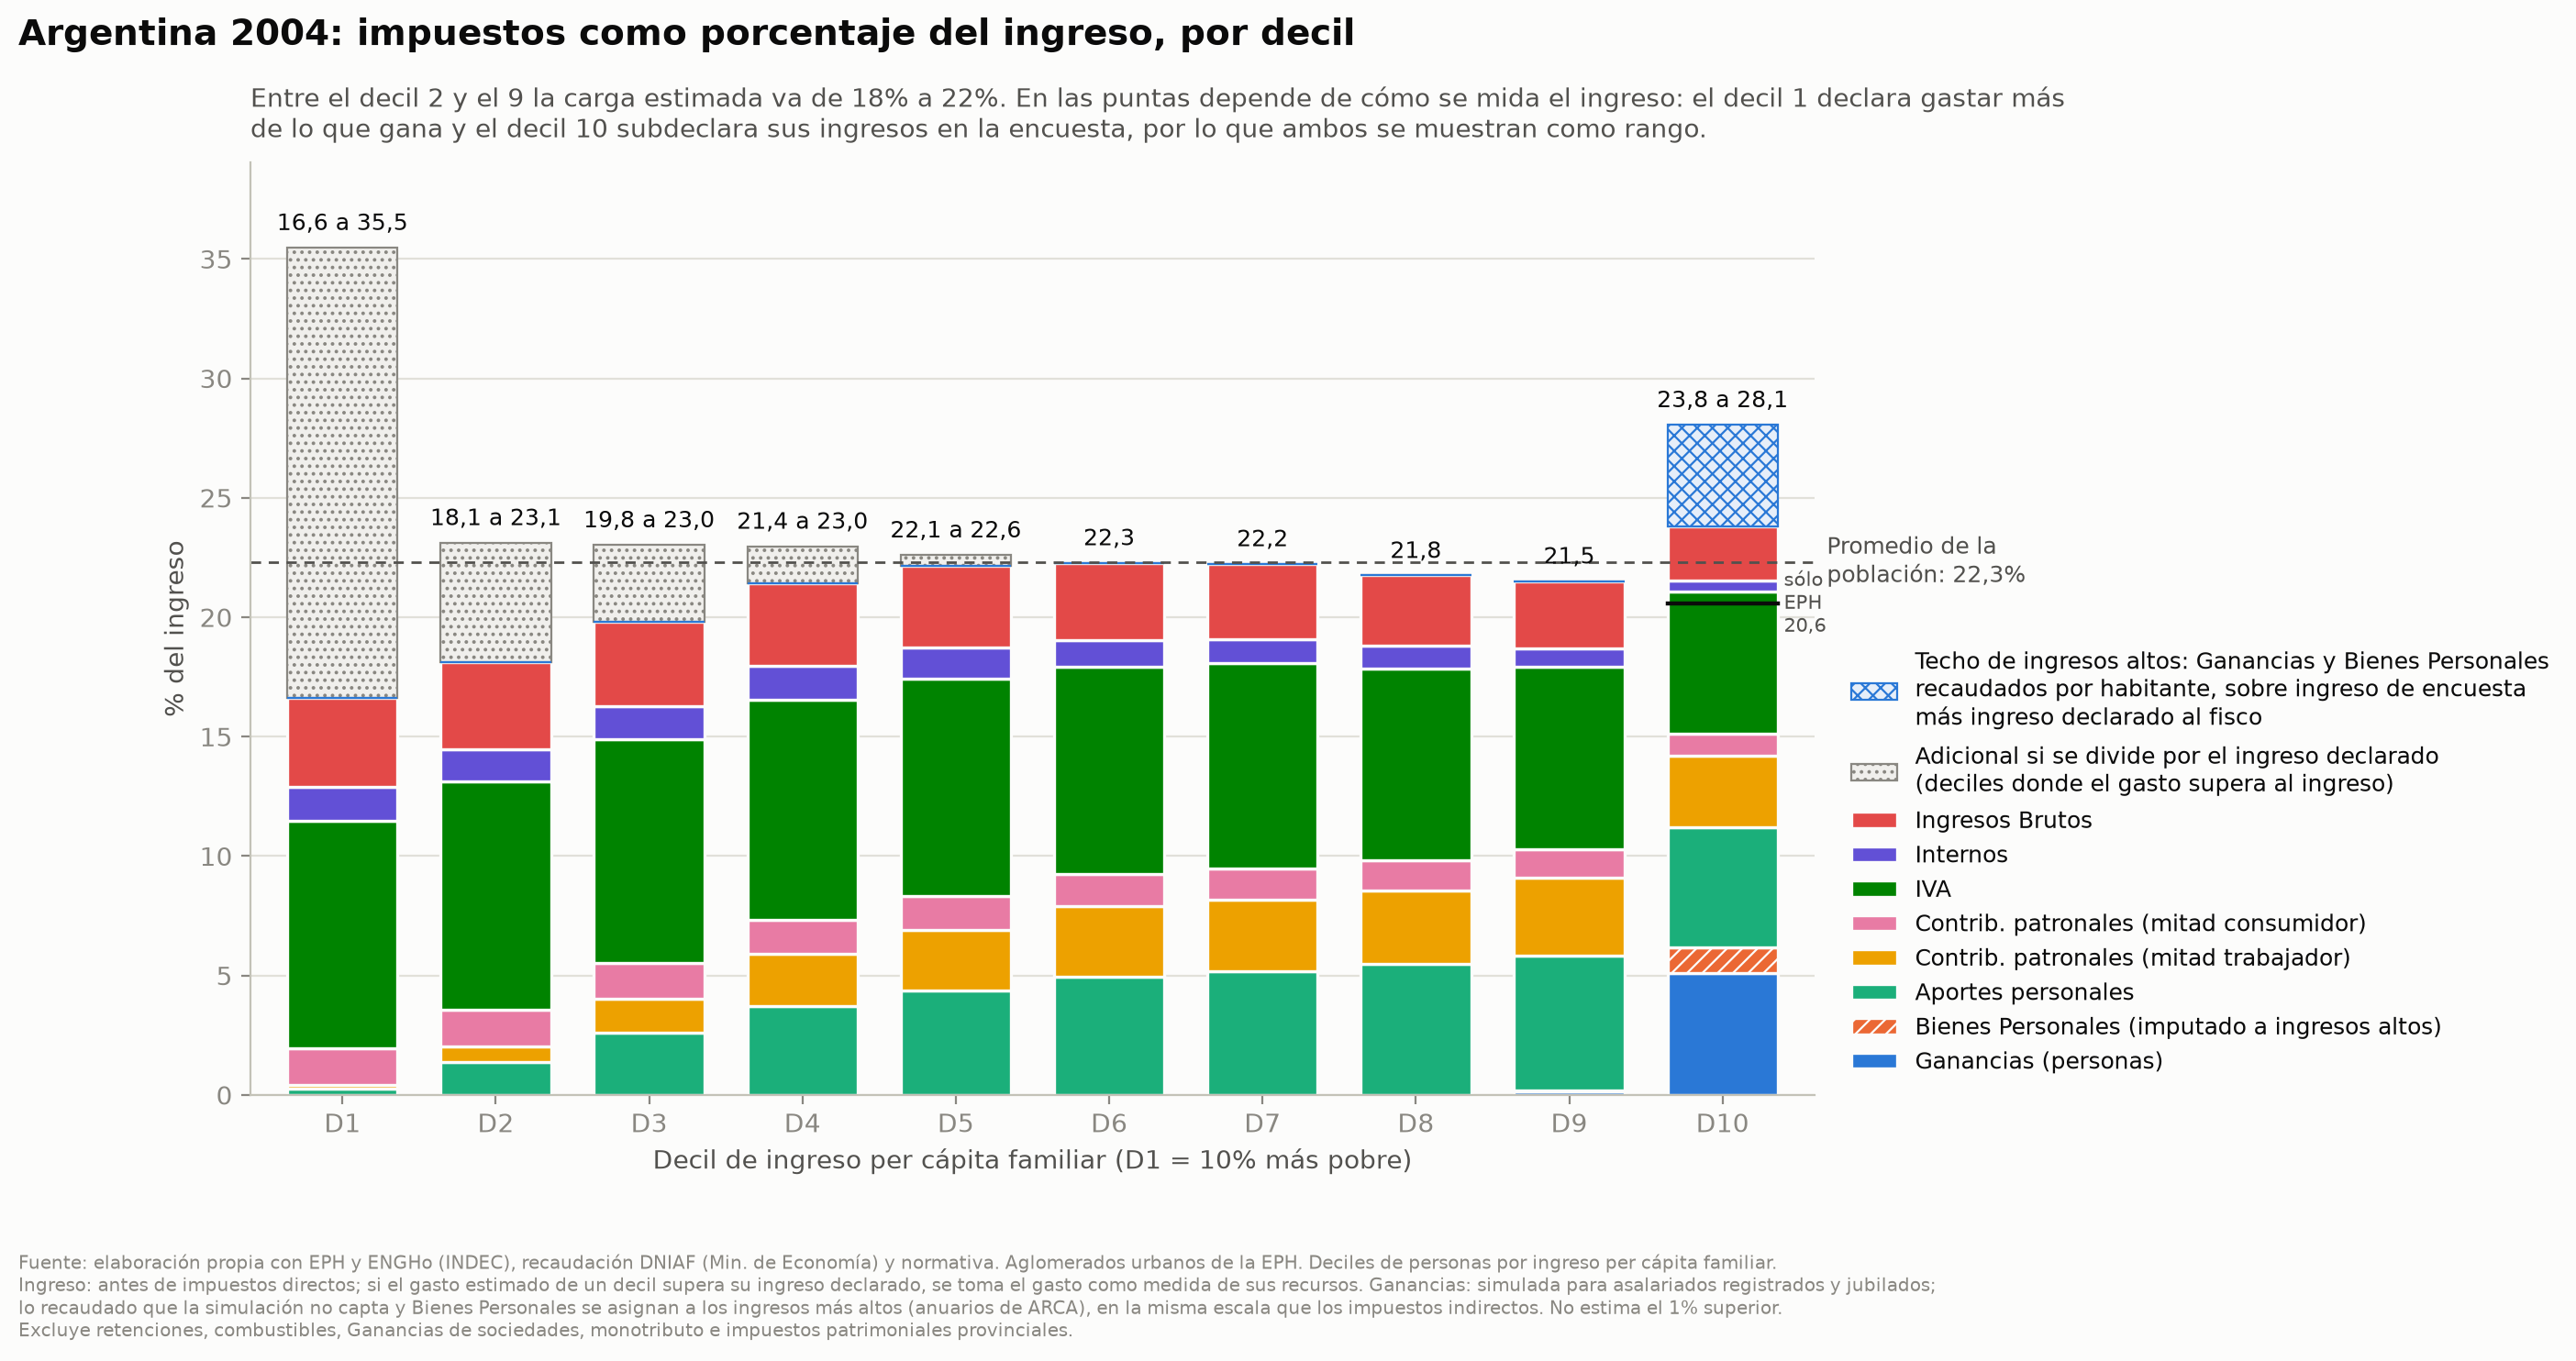 Argentina 2004: impuestos como porcentaje del ingreso, por decil
Entre el decil 2 y el 9 la carga estimada va de 18% a 22%. En las puntas depende de cómo se mida el ingreso: el decil 1 declara gastar más
de lo que gana y el decil 10 subdeclara sus ingresos en la encuesta, por lo que ambos se muestran como rango.
% del ingreso
35
30
25
20
15
10
5
0
16,6 a 35,5
18,1 a 23,1
19,8 a 23,0
21,4 a 23,0
22,1 a 22,6
22,3
22,2
21,8
21,5
23,8 a 28,1
Promedio de la
población: 22,3%
sólo
EPH
20,6
Techo de ingresos altos: Ganancias y Bienes Personales
recaudados por habitante, sobre ingreso de encuesta
más ingreso declarado al fisco
Adicional si se divide por el ingreso declarado
(deciles donde el gasto supera al ingreso)
Ingresos Brutos
Internos
IVA
Contrib. patronales (mitad consumidor)
Contrib. patronales (mitad trabajador)
Aportes personales
Bienes Personales (imputado a ingresos altos)
Ganancias (personas)
D1
D2
D3
D4
D5
D6
D7
D8
D9
D10
Decil de ingreso per cápita familiar (D1 = 10% más pobre)
Fuente: elaboración propia con EPH y ENGHo (INDEC), recaudación DNIAF (Min. de Economía) y normativa. Aglomerados urbanos de la EPH. Deciles de personas por ingreso per cápita familiar.
Ingreso: antes de impuestos directos; si el gasto estimado de un decil supera su ingreso declarado, se toma el gasto como medida de sus recursos. Ganancias: simulada para asalariados registrados y jubilados;
lo recaudado que la simulación no capta y Bienes Personales se asignan a los ingresos más altos (anuarios de ARCA), en la misma escala que los impuestos indirectos. No estima el 1% superior.
Excluye retenciones, combustibles, Ganancias de sociedades, monotributo e impuestos patrimoniales provinciales.